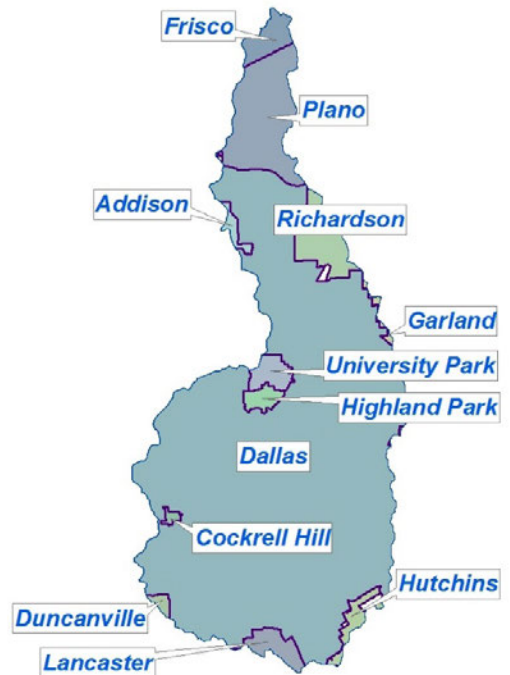 Frisco
Plano
Addison
Richardson
Garland
University Park
Highland Park
Dallas
Cockrell Hill
Hutchins
Duncanville
Lancaster